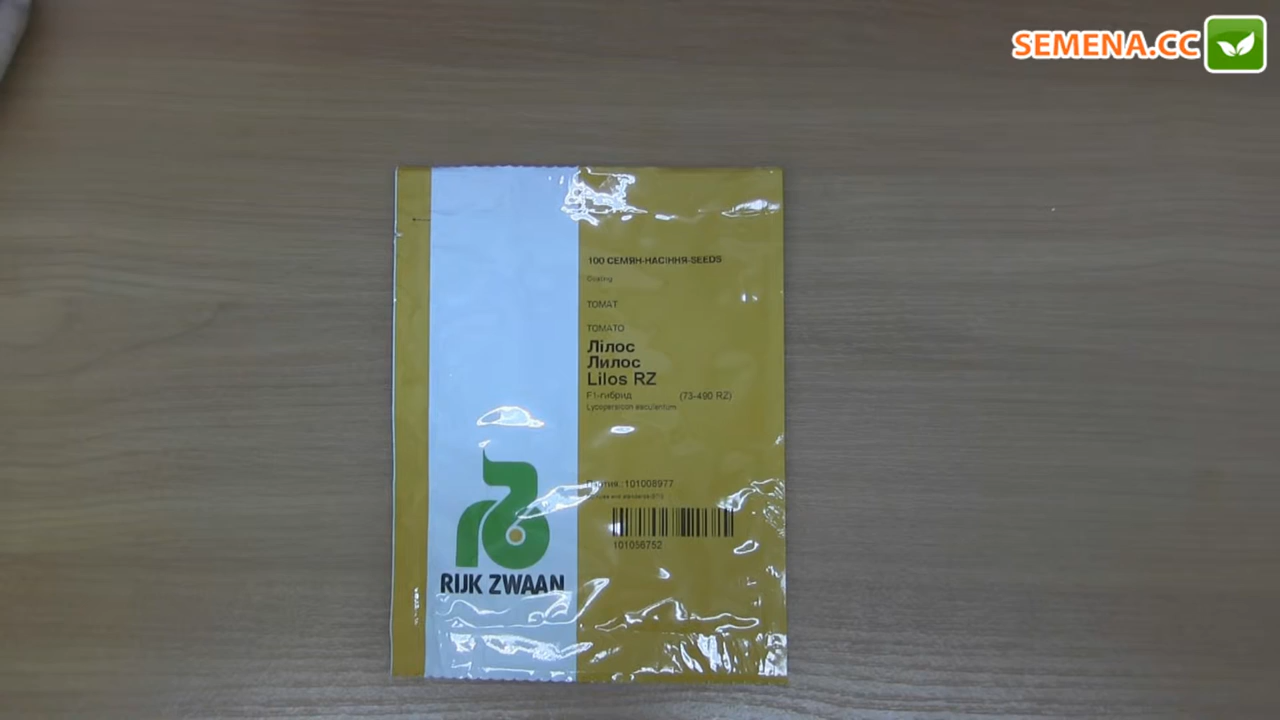 SEMENA.CC
100 СЕМЯН-НАСІННЯ-SEEDS
Coating
ТОМАТ
TOMATO
Лілос
Лилос
Lilos RZ
F1-гибрид (73-490 RZ)
Lycopersicon esculentum
Партия :101008977
101056752
RIJK ZWAAN